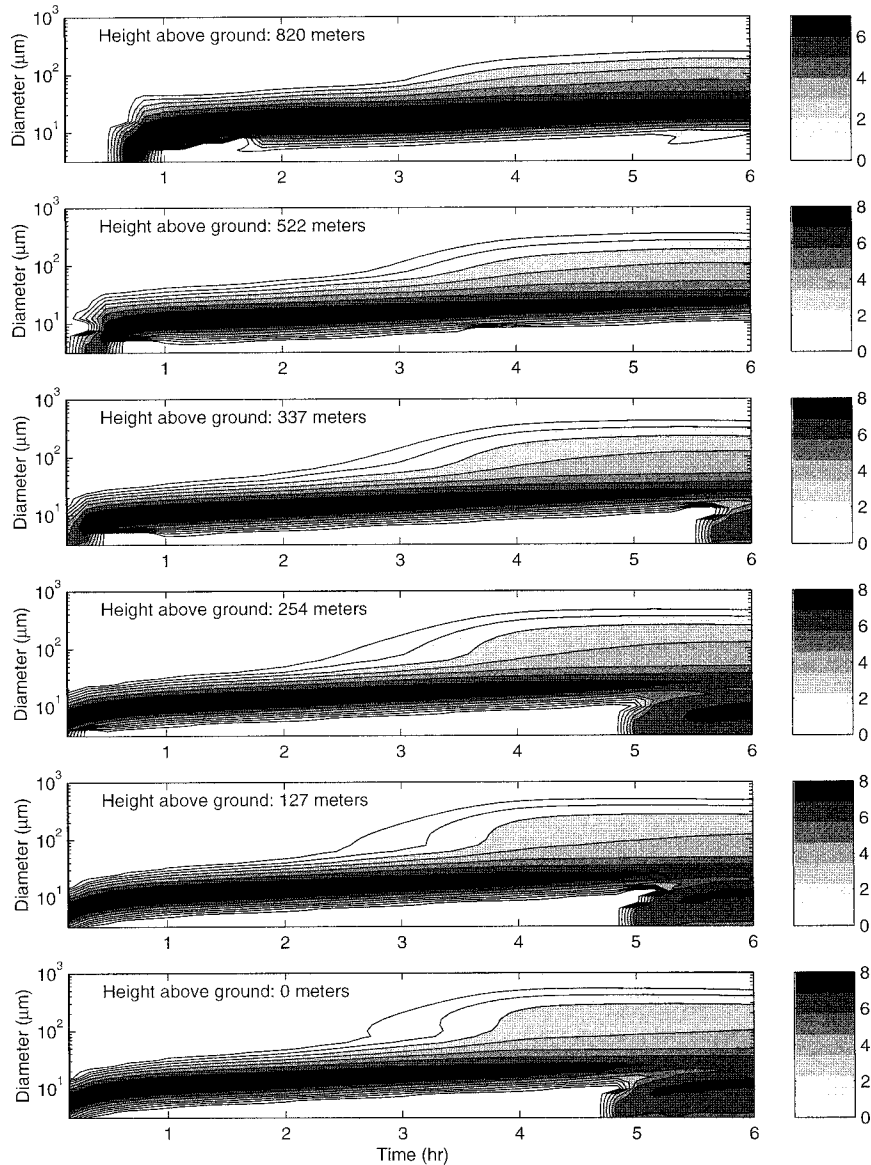 Height above ground: 820 meters
Diameter (μm)
10³
10²
10¹
1 2 3 4 5 6
6
4
2
0
Height above ground: 522 meters
Diameter (μm)
10³
10²
10¹
1 2 3 4 5 6
8
6
4
2
0
Height above ground: 337 meters
Diameter (μm)
10³
10²
10¹
1 2 3 4 5 6
8
6
4
2
0
Height above ground: 254 meters
Diameter (μm)
10³
10²
10¹
1 2 3 4 5 6
8
6
4
2
0
Height above ground: 127 meters
Diameter (μm)
10³
10²
10¹
1 2 3 4 5 6
8
6
4
2
0
Height above ground: 0 meters
Diameter (μm)
10³
10²
10¹
1 2 3 4 5 6
Time (hr)
8
6
4
2
0